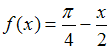 f(x) = π/4 − x/2